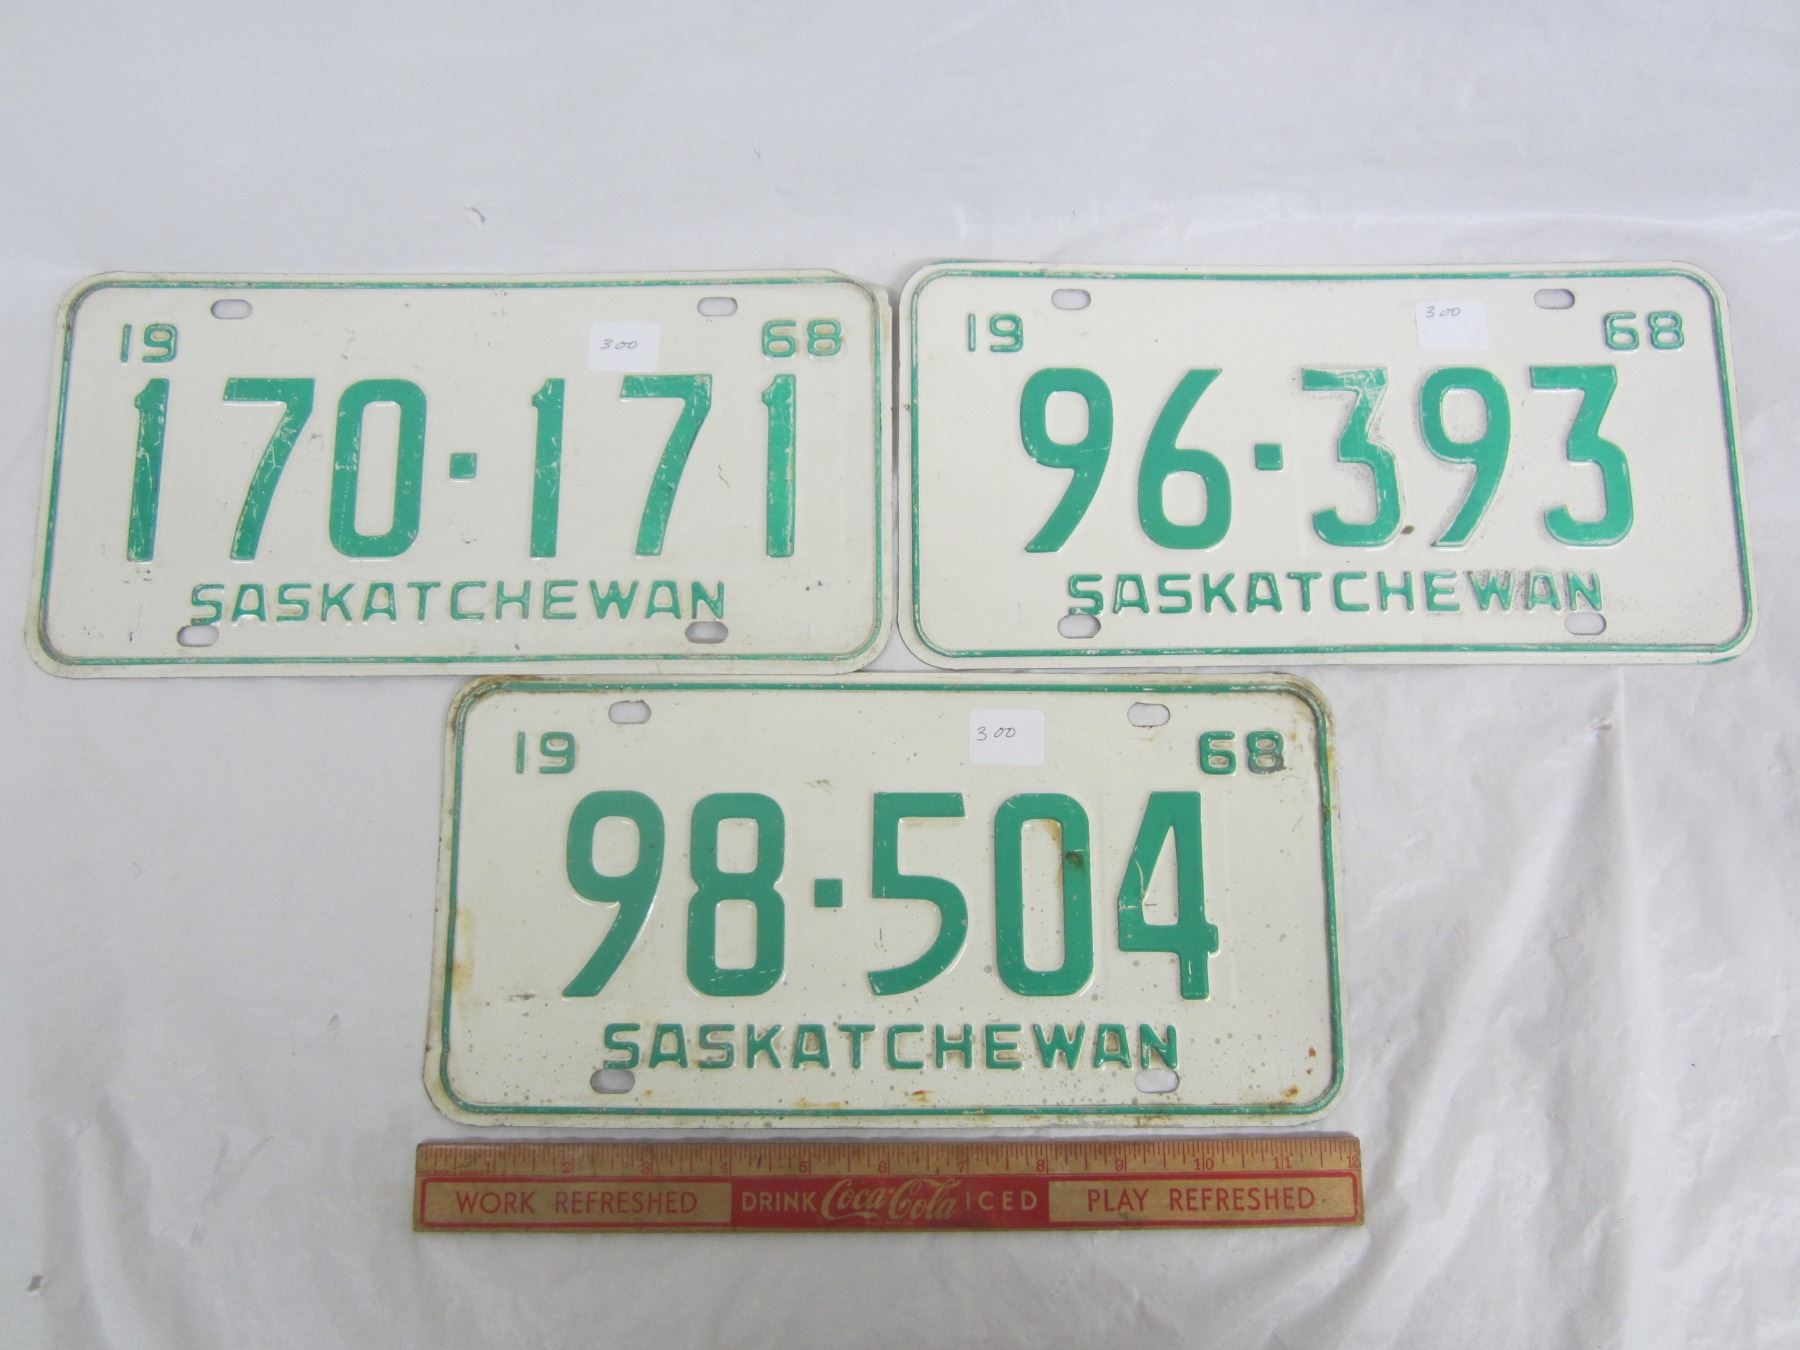 19 300 68
170·171
SASKATCHEWAN
19 300 68
96·393
SASKATCHEWAN
19 300 68
98·504
SASKATCHEWAN
1 2 3 4 5 6 7 8 9 10 11 12
WORK REFRESHED DRINK Coca-Cola ICED PLAY REFRESHED